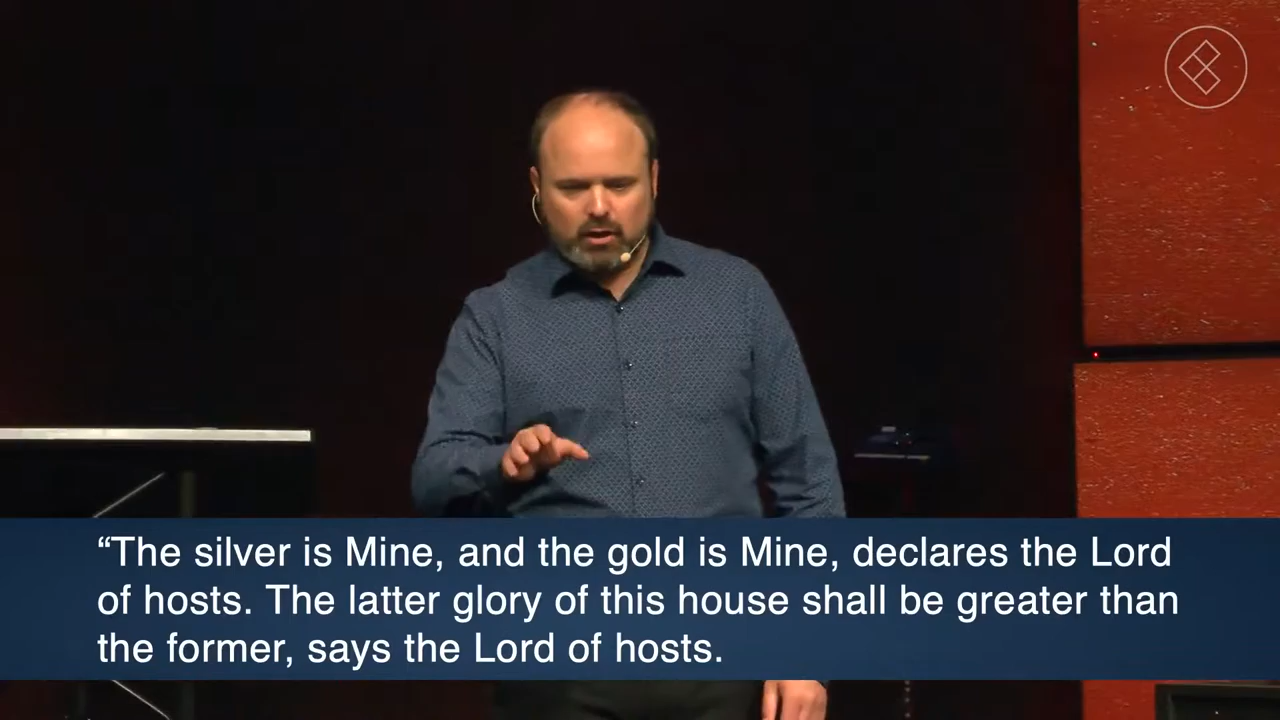 “The silver is Mine, and the gold is Mine, declares the Lord
of hosts. The latter glory of this house shall be greater than
the former, says the Lord of hosts.